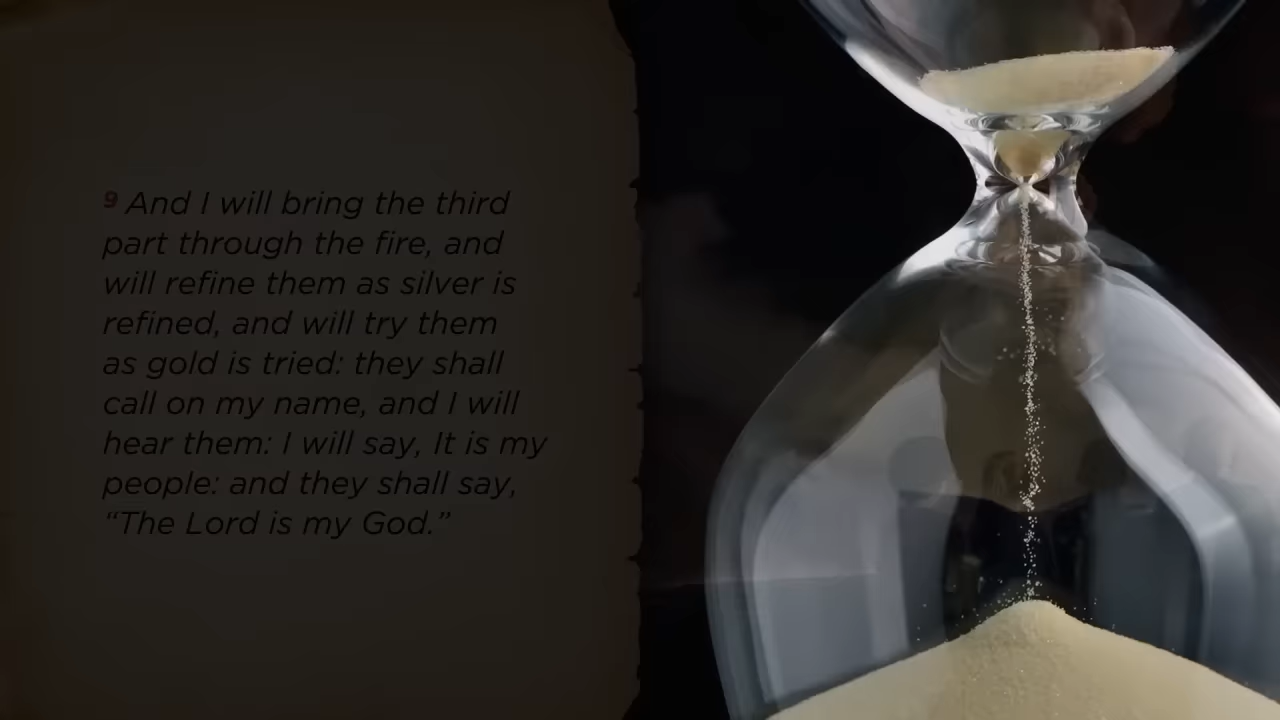 9 And I will bring the third
part through the fire, and
will refine them as silver is
refined, and will try them
as gold is tried: they shall
call on my name, and I will
hear them: I will say, It is my
people: and they shall say,
“The Lord is my God.”